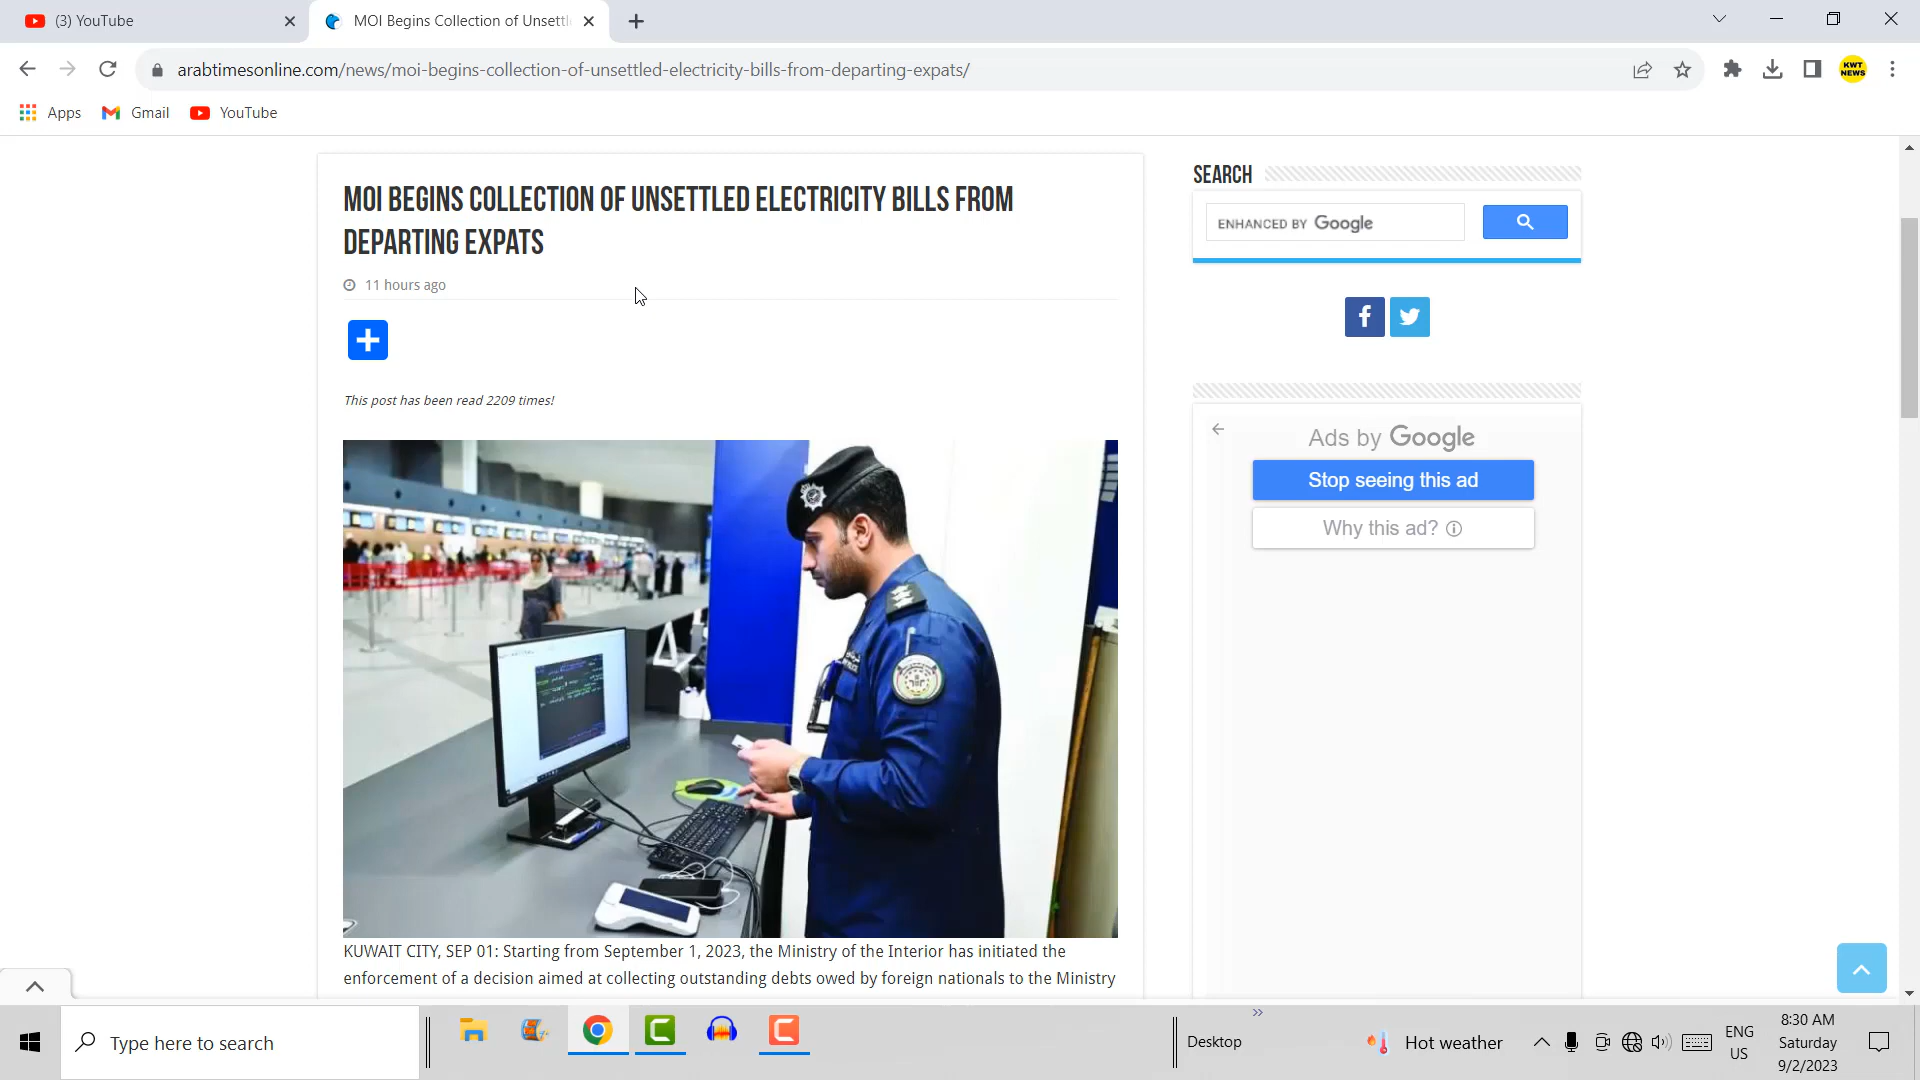 (3) YouTube
MOI Begins Collection of Unsettl
arabtimesonline.com/news/moi-begins-collection-of-unsettled-electricity-bills-from-departing-expats/
KWT
NEWS
Apps
Gmail
YouTube
MOI BEGINS COLLECTION OF UNSETTLED ELECTRICITY BILLS FROM
DEPARTING EXPATS
11 hours ago
This post has been read 2209 times!
KUWAIT CITY, SEP 01: Starting from September 1, 2023, the Ministry of the Interior has initiated the
enforcement of a decision aimed at collecting outstanding debts owed by foreign nationals to the Ministry
SEARCH
ENHANCED BY Google
Ads by Google
Stop seeing this ad
Why this ad?
Type here to search
Desktop
Hot weather
ENG
US
8:30 AM
Saturday
9/2/2023